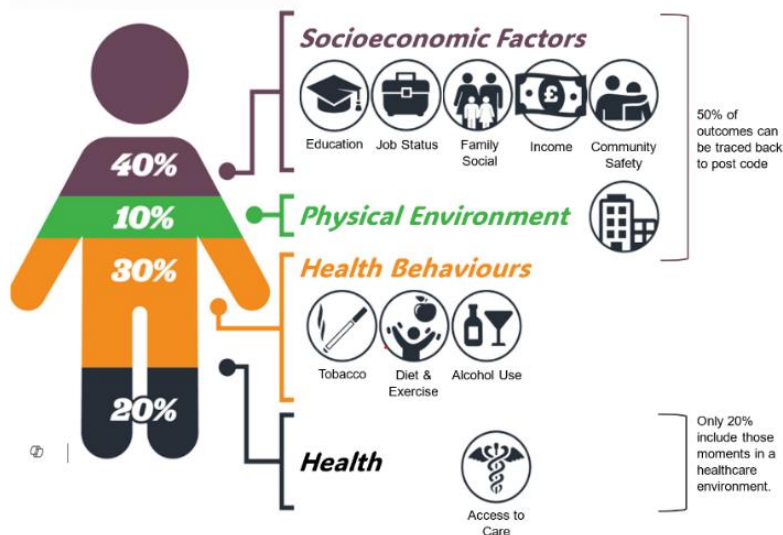 Socioeconomic Factors
£
Education
Job Status
Family
Social
Income
Community
Safety
50% of
outcomes can
be traced back
to post code
40%
10%
Physical Environment
30%
Health Behaviours
Tobacco
Diet &
Exercise
Alcohol Use
20%
Health
Access to
Care
Only 20%
include those
moments in a
healthcare
environment.